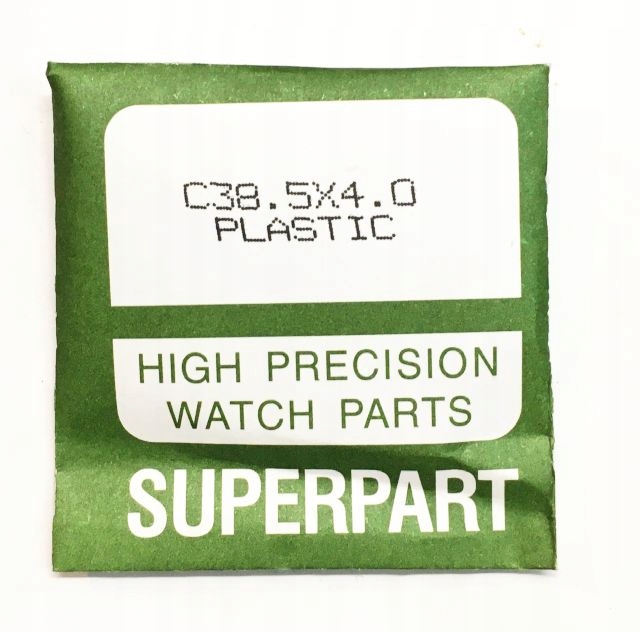 C38.5X4.0
PLASTIC
HIGH PRECISION
WATCH PARTS
SUPERPART